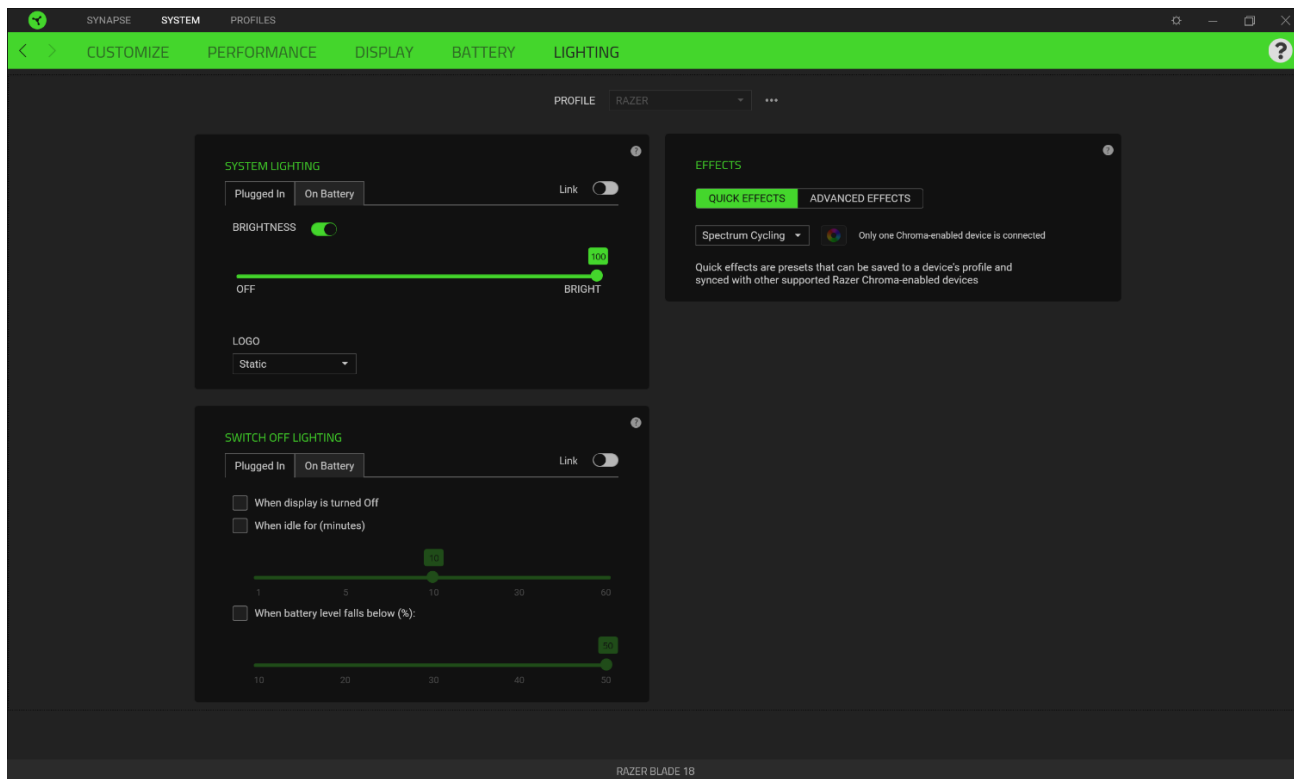 SYNAPSE SYSTEM PROFILES
CUSTOMIZE PERFORMANCE DISPLAY BATTERY LIGHTING
?
PROFILE RAZER
SYSTEM LIGHTING
?
Plugged In On Battery Link
BRIGHTNESS
100
OFF BRIGHT
LOGO
Static
EFFECTS
?
QUICK EFFECTS ADVANCED EFFECTS
Spectrum Cycling Only one Chroma-enabled device is connected
Quick effects are presets that can be saved to a device's profile and
synced with other supported Razer Chroma-enabled devices
SWITCH OFF LIGHTING
?
Plugged In On Battery Link
When display is turned Off
When idle for (minutes)
10
1 5 10 30 60
When battery level falls below (%):
50
10 20 30 40 50
RAZER BLADE 18